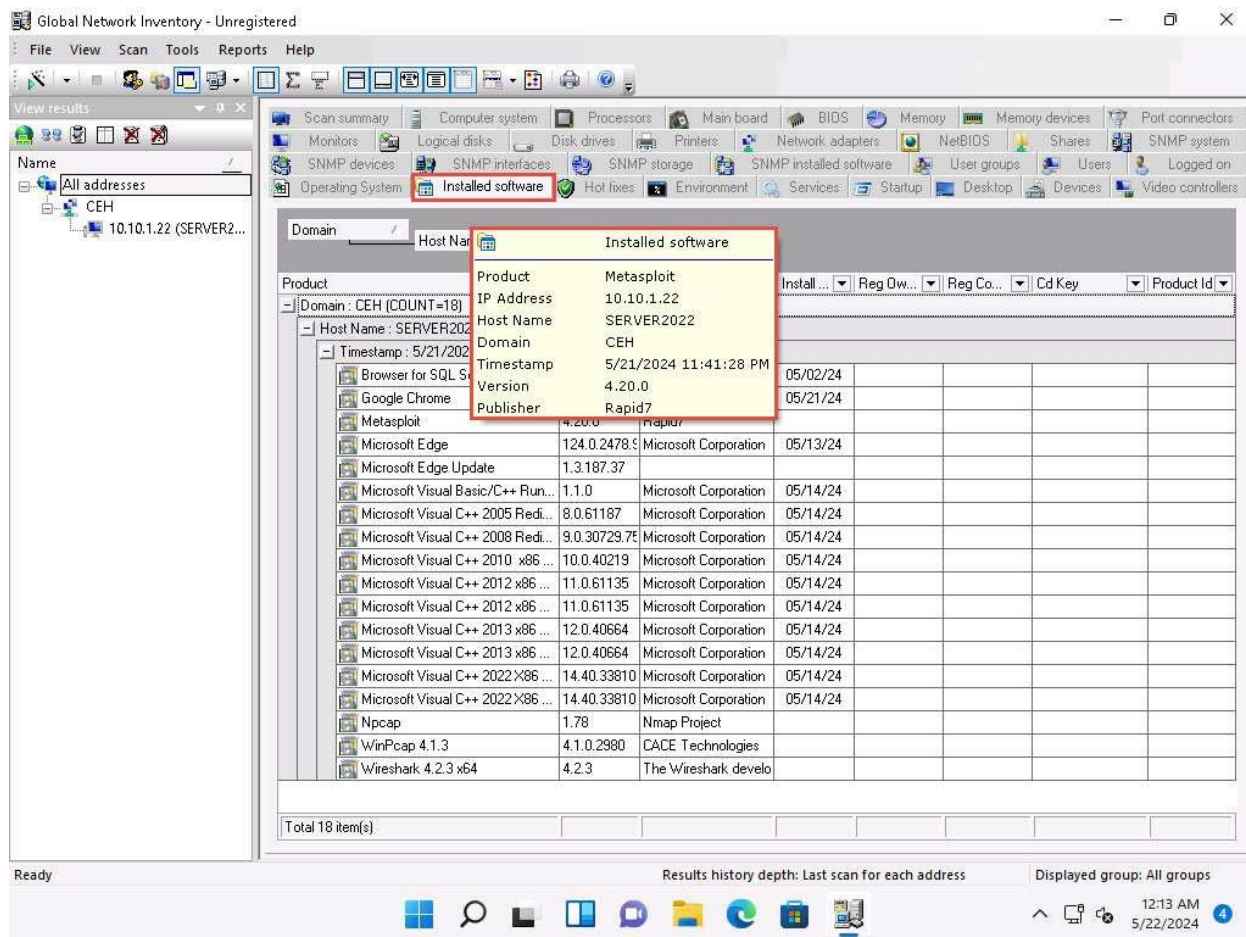 Global Network Inventory - Unregistered
File View Scan Tools Reports Help
View results
Name
All addresses
CEH
10.10.1.22 (SERVER2...
Scan summary Computer system Processors Main board BIOS Memory Memory devices Port connectors
Monitors Logical disks Disk drives Printers Network adapters NetBIOS Shares SNMP system
SNMP devices SNMP interfaces SNMP storage SNMP installed software User groups Users Logged on
Operating System Installed software Hot fixes Environment Services Startup Desktop Devices Video controllers
Domain
Host Nar
Installed software
Product Metasploit
IP Address 10.10.1.22
Host Name SERVER2022
Domain CEH
Timestamp 5/21/2024 11:41:28 PM
Version 4.20.0
Publisher Rapid7
Product Install ... Reg Ow... Reg Co... Cd Key Product Id
Domain : CEH (COUNT=18)
Host Name : SERVER202
Timestamp : 5/21/202
Browser for SQL Se 05/02/24
Google Chrome 05/21/24
Metasploit 4.20.0 Rapid7
Microsoft Edge 124.0.2478.9 Microsoft Corporation 05/13/24
Microsoft Edge Update 1.3.187.37
Microsoft Visual Basic/C++ Run... 1.1.0 Microsoft Corporation 05/14/24
Microsoft Visual C++ 2005 Redi... 8.0.61187 Microsoft Corporation 05/14/24
Microsoft Visual C++ 2008 Redi... 9.0.30729.75 Microsoft Corporation 05/14/24
Microsoft Visual C++ 2010 x86 ... 10.0.40219 Microsoft Corporation 05/14/24
Microsoft Visual C++ 2012 x86 ... 11.0.61135 Microsoft Corporation 05/14/24
Microsoft Visual C++ 2012 x86 ... 11.0.61135 Microsoft Corporation 05/14/24
Microsoft Visual C++ 2013 x86 ... 12.0.40664 Microsoft Corporation 05/14/24
Microsoft Visual C++ 2013 x86 ... 12.0.40664 Microsoft Corporation 05/14/24
Microsoft Visual C++ 2022 X86 ... 14.40.33810 Microsoft Corporation 05/14/24
Microsoft Visual C++ 2022 X86 ... 14.40.33810 Microsoft Corporation 05/14/24
Npcap 1.78 Nmap Project
WinPcap 4.1.3 4.1.0.2980 CACE Technologies
Wireshark 4.2.3 x64 4.2.3 The Wireshark develo
Total 18 item(s)
Ready Results history depth: Last scan for each address Displayed group: All groups
12:13 AM
5/22/2024
4